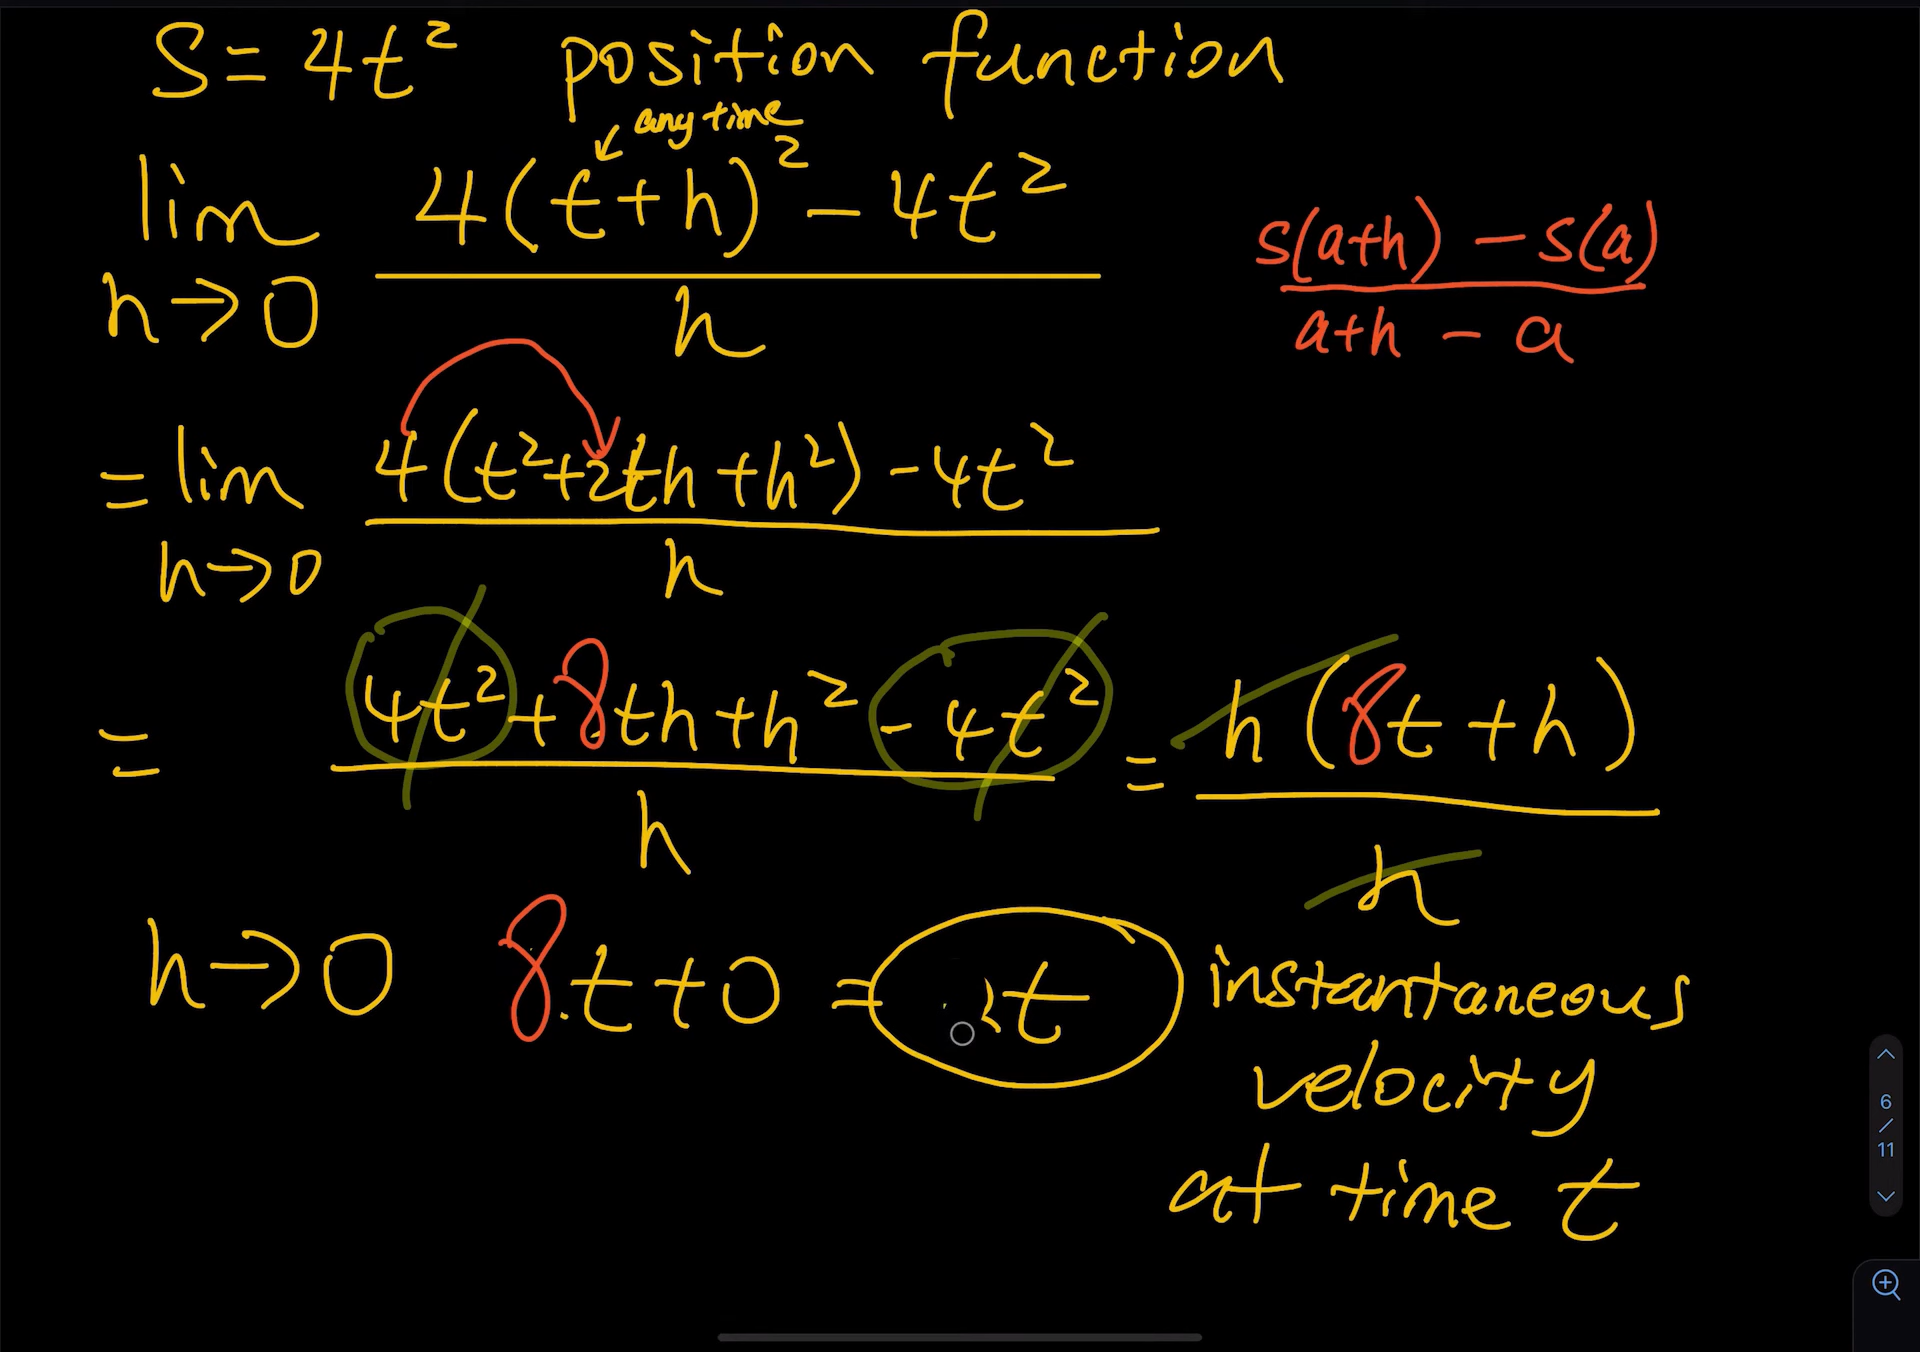 S = 4t² position function
any time
lim h→0 4(t+h)² - 4t² / h
s(a+h) - s(a) / a+h - a
= lim h→0 4(t²+2th+h²) - 4t² / h
= 4t²+8th+h² - 4t² / h = h(8t+h) / h
h→0 8.t+0 = t instantaneous
velocity
at time t
6
/
11